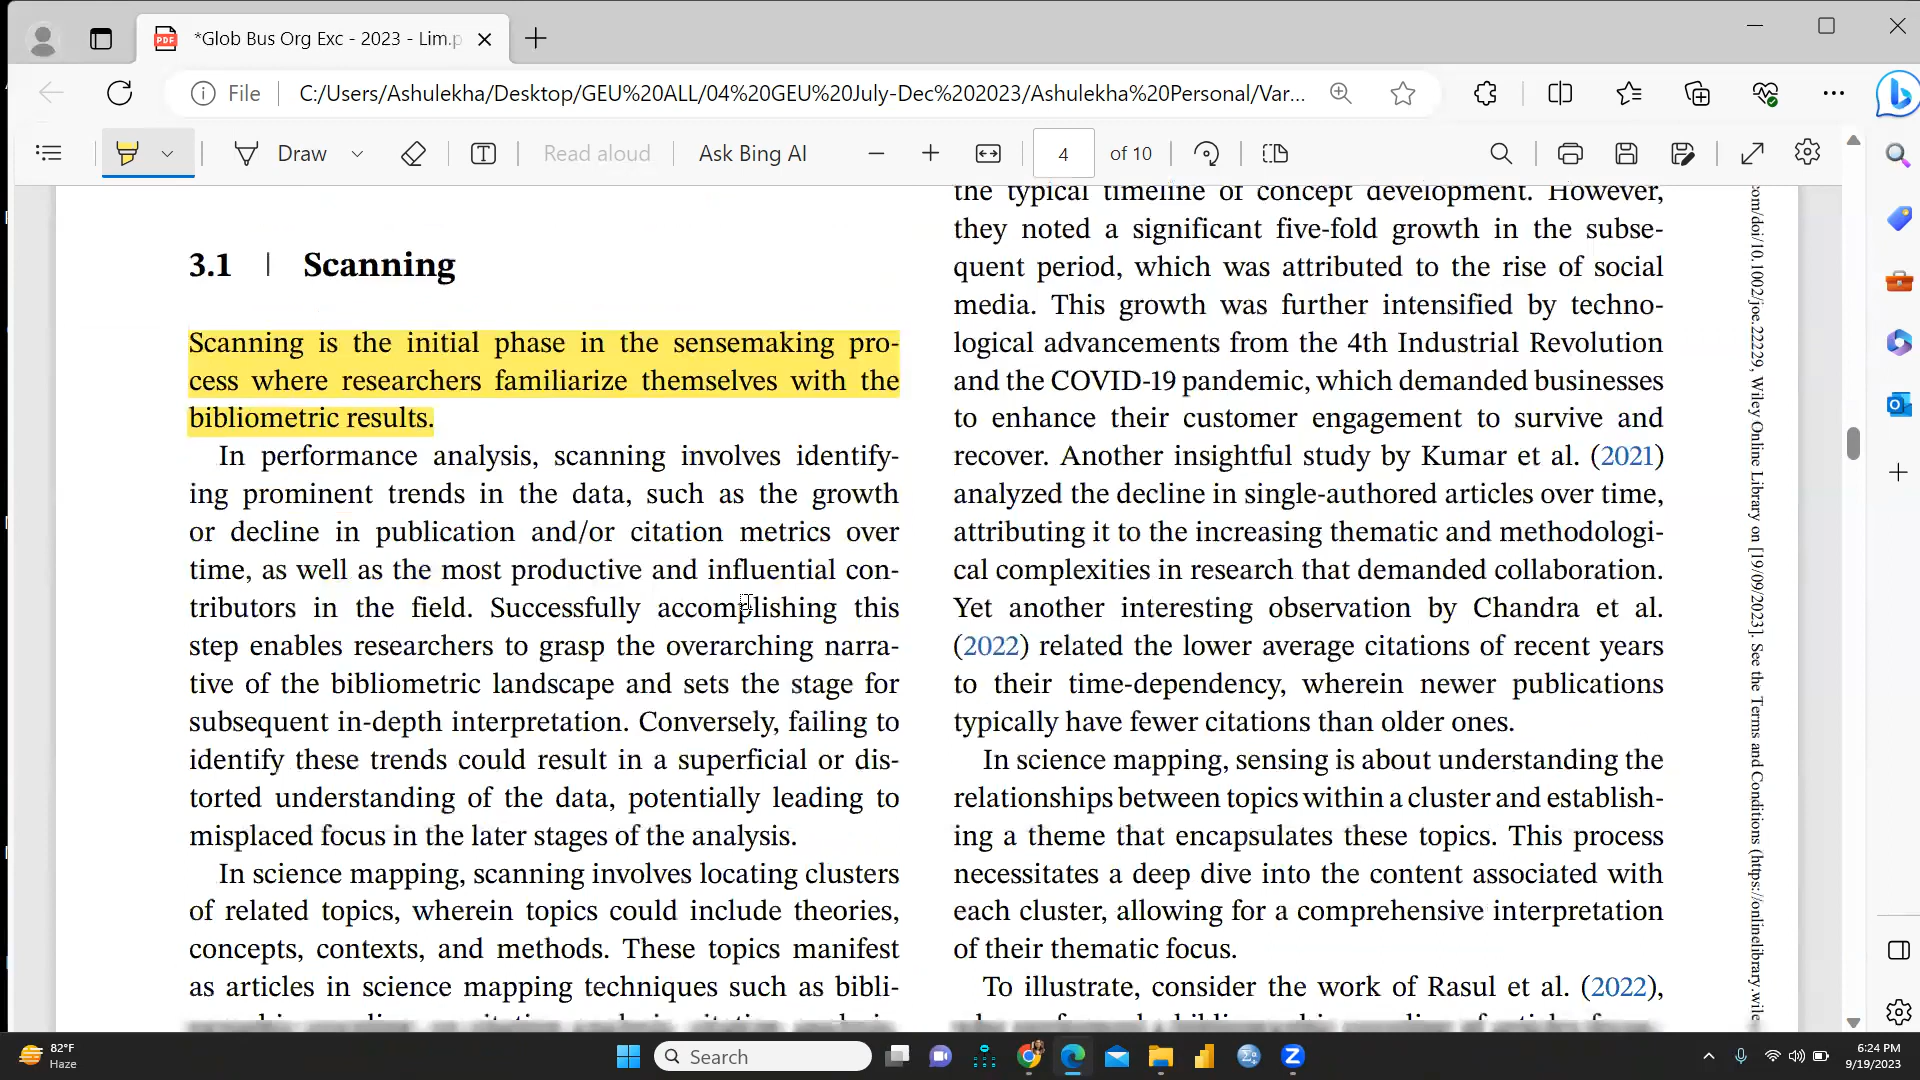 *Glob Bus Org Exc - 2023 - Lim.p
File
C:/Users/Ashulekha/Desktop/GEU%20ALL/04%20GEU%20July-Dec%202023/Ashulekha%20Personal/Var...
Draw
Read aloud
Ask Bing AI
4 of 10
3.1 | Scanning
Scanning is the initial phase in the sensemaking pro-
cess where researchers familiarize themselves with the
bibliometric results.
In performance analysis, scanning involves identify-
ing prominent trends in the data, such as the growth
or decline in publication and/or citation metrics over
time, as well as the most productive and influential con-
tributors in the field. Successfully accomplishing this
step enables researchers to grasp the overarching narra-
tive of the bibliometric landscape and sets the stage for
subsequent in-depth interpretation. Conversely, failing to
identify these trends could result in a superficial or dis-
torted understanding of the data, potentially leading to
misplaced focus in the later stages of the analysis.
In science mapping, scanning involves locating clusters
of related topics, wherein topics could include theories,
concepts, contexts, and methods. These topics manifest
as articles in science mapping techniques such as bibli-
the typical timeline of concept development. However,
they noted a significant five-fold growth in the subse-
quent period, which was attributed to the rise of social
media. This growth was further intensified by techno-
logical advancements from the 4th Industrial Revolution
and the COVID-19 pandemic, which demanded businesses
to enhance their customer engagement to survive and
recover. Another insightful study by Kumar et al. (2021)
analyzed the decline in single-authored articles over time,
attributing it to the increasing thematic and methodologi-
cal complexities in research that demanded collaboration.
Yet another interesting observation by Chandra et al.
(2022) related the lower average citations of recent years
to their time-dependency, wherein newer publications
typically have fewer citations than older ones.
In science mapping, sensing is about understanding the
relationships between topics within a cluster and establish-
ing a theme that encapsulates these topics. This process
necessitates a deep dive into the content associated with
each cluster, allowing for a comprehensive interpretation
of their thematic focus.
To illustrate, consider the work of Rasul et al. (2022),
com/doi/10.1002/joe.22229, Wiley Online Library on [19/09/2023]. See the Terms and Conditions (https://onlinelibrary.wile
82°F
Haze
Search
6:24 PM
9/19/2023